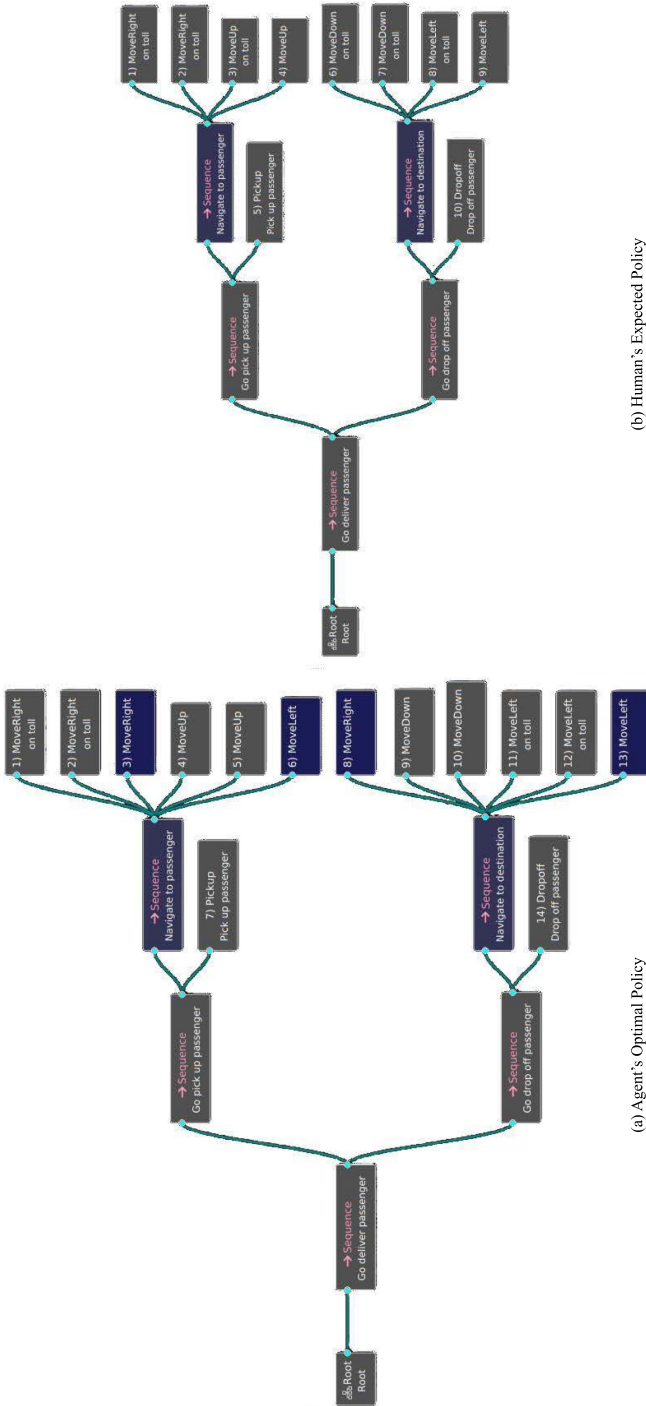 1) MoveRight
on toll
2) MoveRight
on toll
3) MoveRight
→ Sequence
Navigate to passenger
4) MoveUp
→ Sequence
Go pick up passenger
7) Pickup
Pick up passenger
5) MoveUp
6) MoveLeft
Root
Root
→ Sequence
Go deliver passenger
8) MoveRight
9) MoveDown
10) MoveDown
→ Sequence
Navigate to destination
11) MoveLeft
on toll
→ Sequence
Go drop off passenger
14) Dropoff
Drop off passenger
12) MoveLeft
on toll
13) MoveLeft
(a) Agent's Optimal Policy
1) MoveRight
on toll
2) MoveRight
on toll
→ Sequence
Navigate to passenger
3) MoveUp
on toll
→ Sequence
Go pick up passenger
5) Pickup
Pick up passenger
4) MoveUp
Root
Root
→ Sequence
Go deliver passenger
6) MoveDown
on toll
7) MoveDown
on toll
→ Sequence
Navigate to destination
8) MoveLeft
on toll
→ Sequence
Go drop off passenger
10) Dropoff
Drop off passenger
9) MoveLeft
(b) Human's Expected Policy